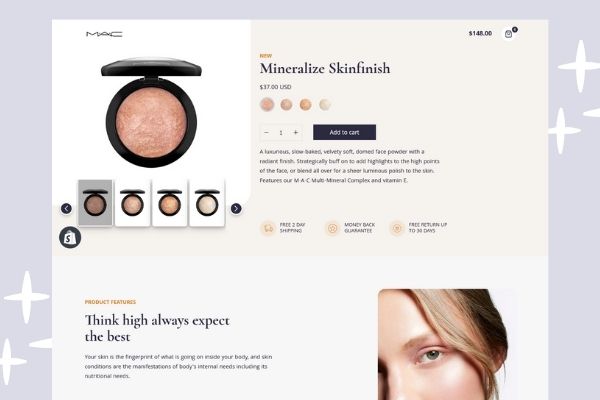 MAC
$148.00
NEW
Mineralize Skinfinish
$37.00 USD
− 1 +
Add to cart
A luxurious, slow-baked, velvety soft, domed face powder with a
radiant finish. Strategically buff on to add highlights to the high points
of the face, or blend all over for a sheer luminous polish to the skin.
Features our M·A·C Multi-Mineral Complex and vitamin E.
FREE 2 DAY
SHIPPING
MONEY BACK
GUARANTEE
FREE RETURN UP
TO 30 DAYS
PRODUCT FEATURES
Think high always expect
the best
Your skin is the fingerprint of what is going on inside your body, and skin
conditions are the manifestations of body's internal needs including its
nutritional needs.